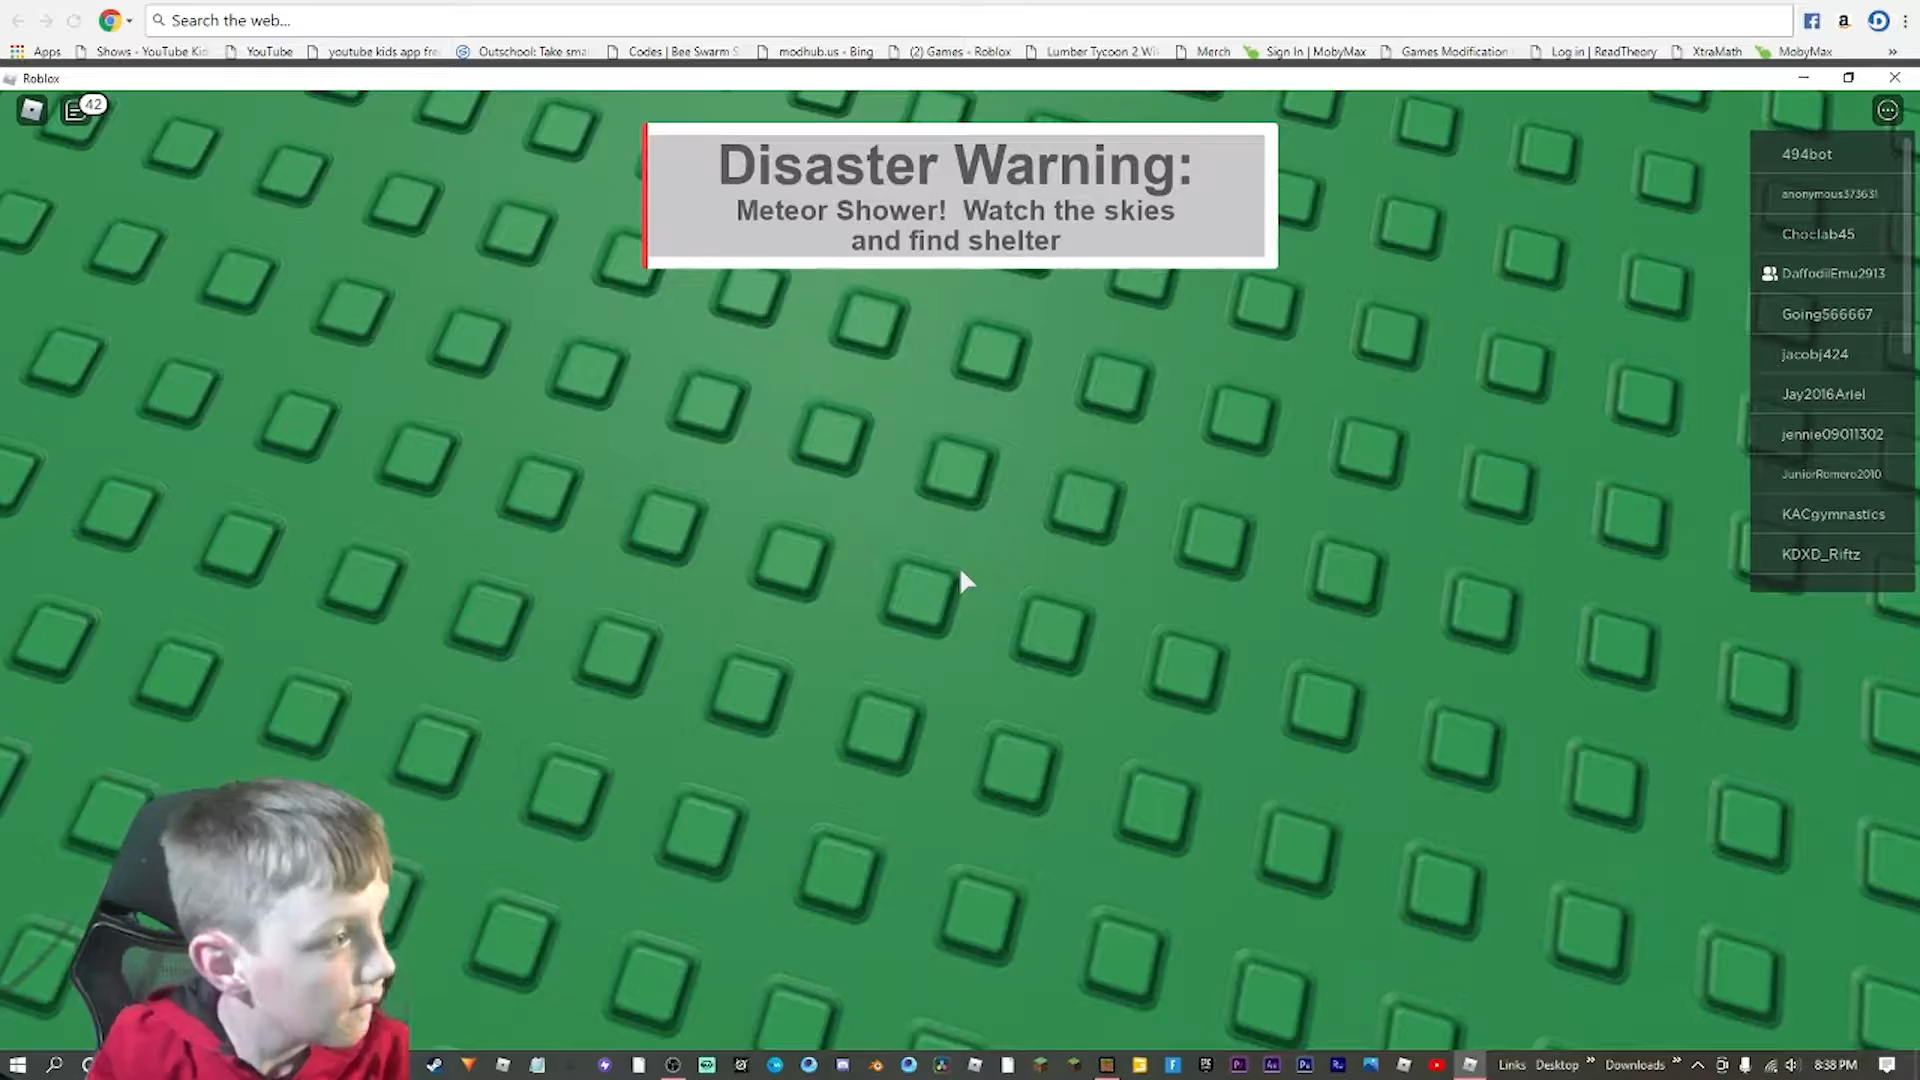 Search the web...
Apps Shows - YouTube Kid YouTube youtube kids app fre Outschool: Take sma Codes | Bee Swarm S modhub.us - Bing (2) Games - Roblox Lumber Tycoon 2 Wi Merch Sign In | MobyMax Games Modification Log in | ReadTheory XtraMath MobyMax »
Roblox
42
Disaster Warning:
Meteor Shower! Watch the skies
and find shelter
494bot
anonymous373631
Choclab45
DaffodilEmu2913
Going566667
jacobj424
Jay2016Ariel
jennie09011302
JuniorRomero2010
KACgymnastics
KDXD_Riftz
Links Desktop » Downloads » 8:38 PM